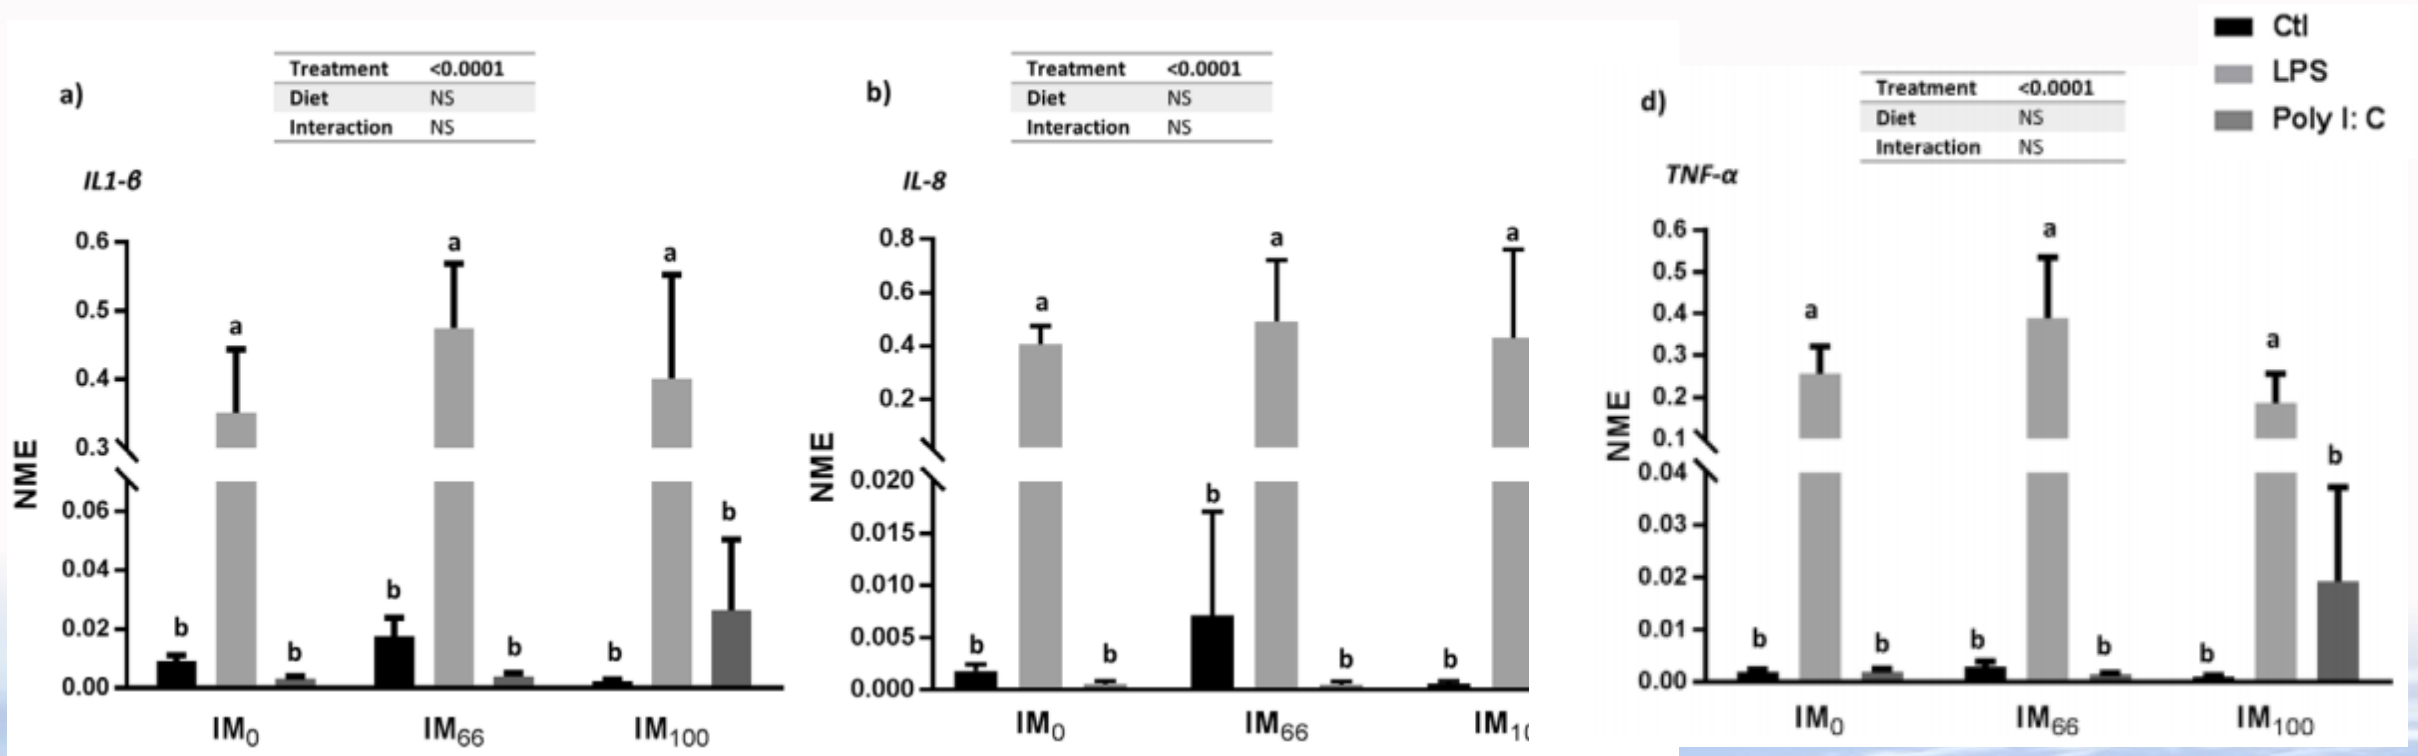 a)
Treatment <0.0001
Diet NS
Interaction NS
IL1-β
NME
0.6
0.5
0.4
0.3
0.06
0.04
0.02
0.00
a
a
a
b
b
b
b
b
b
IM0
IM66
IM100
b)
Treatment <0.0001
Diet NS
Interaction NS
IL-8
NME
0.8
0.6
0.4
0.2
0.020
0.015
0.010
0.005
0.000
a
a
a
b
b
b
b
b
IM0
IM66
IM10
d)
Treatment <0.0001
Diet NS
Interaction NS
TNF-α
NME
0.6
0.5
0.4
0.3
0.2
0.1
0.04
0.03
0.02
0.01
0.00
a
a
a
b
b
b
b
b
b
IM0
IM66
IM100
Ctl
LPS
Poly I: C